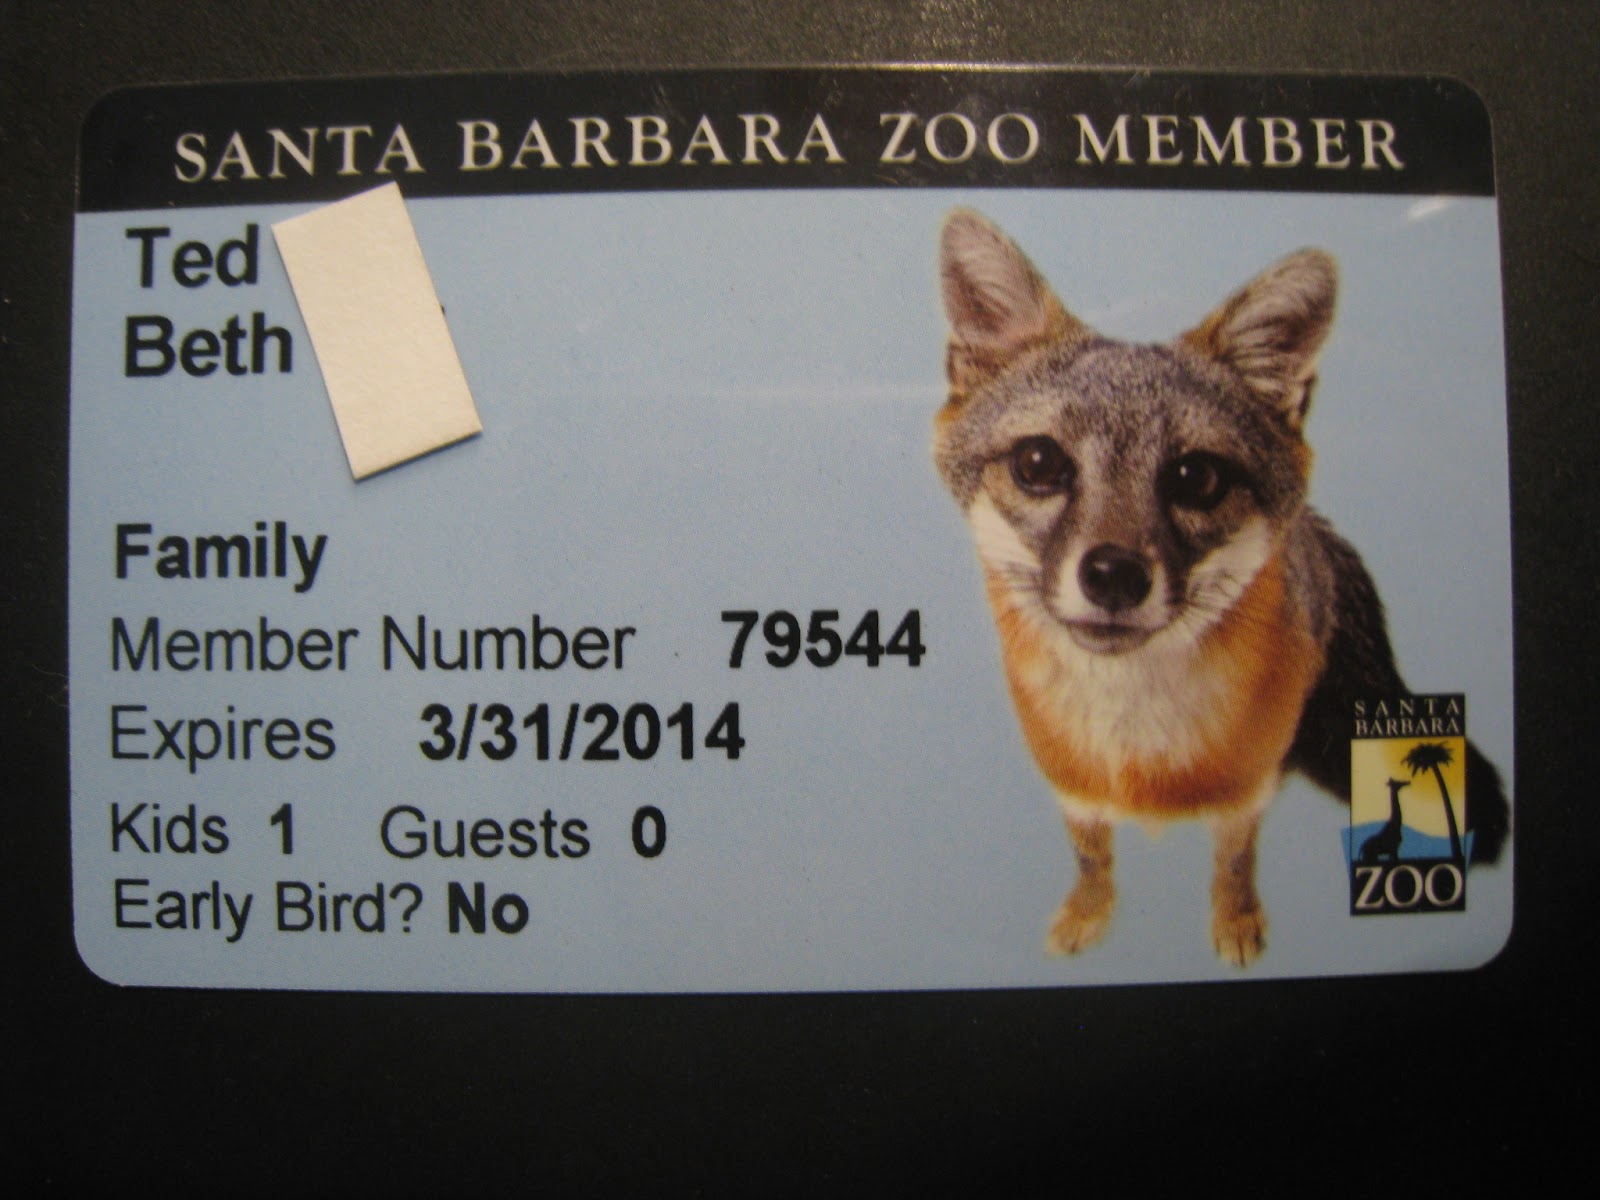 SANTA BARBARA ZOO MEMBER
Ted
Beth
Family
Member Number 79544
Expires 3/31/2014
Kids 1 Guests 0
Early Bird? No
SANTA
BARBARA
ZOO